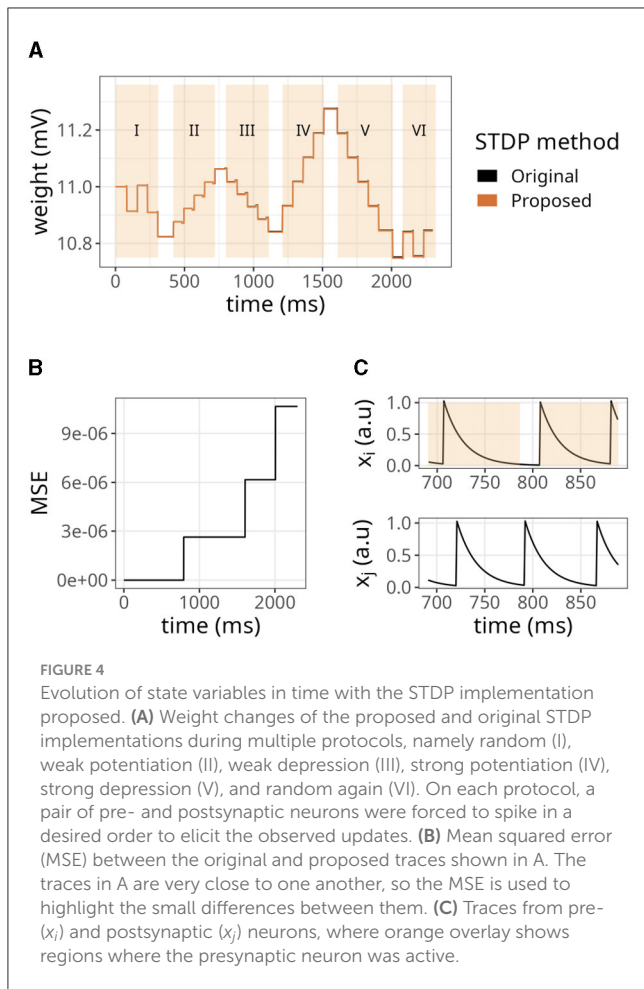 A
I II III IV V VI
11.2
11.0
10.8
weight (mV)
0 500 1000 1500 2000
time (ms)
STDP method
Original
Proposed
B
9e-06
6e-06
3e-06
0e+00
MSE
0 1000 2000
time (ms)
C
1.0
0.5
0.0
xi (a.u)
700 750 800 850
1.0
0.5
0.0
xj (a.u)
700 750 800 850
time (ms)
FIGURE 4
Evolution of state variables in time with the STDP implementation
proposed. (A) Weight changes of the proposed and original STDP
implementations during multiple protocols, namely random (I),
weak potentiation (II), weak depression (III), strong potentiation (IV),
strong depression (V), and random again (VI). On each protocol, a
pair of pre- and postsynaptic neurons were forced to spike in a
desired order to elicit the observed updates. (B) Mean squared error
(MSE) between the original and proposed traces shown in A. The
traces in A are very close to one another, so the MSE is used to
highlight the small differences between them. (C) Traces from pre-
(xi) and postsynaptic (xj) neurons, where orange overlay shows
regions where the presynaptic neuron was active.